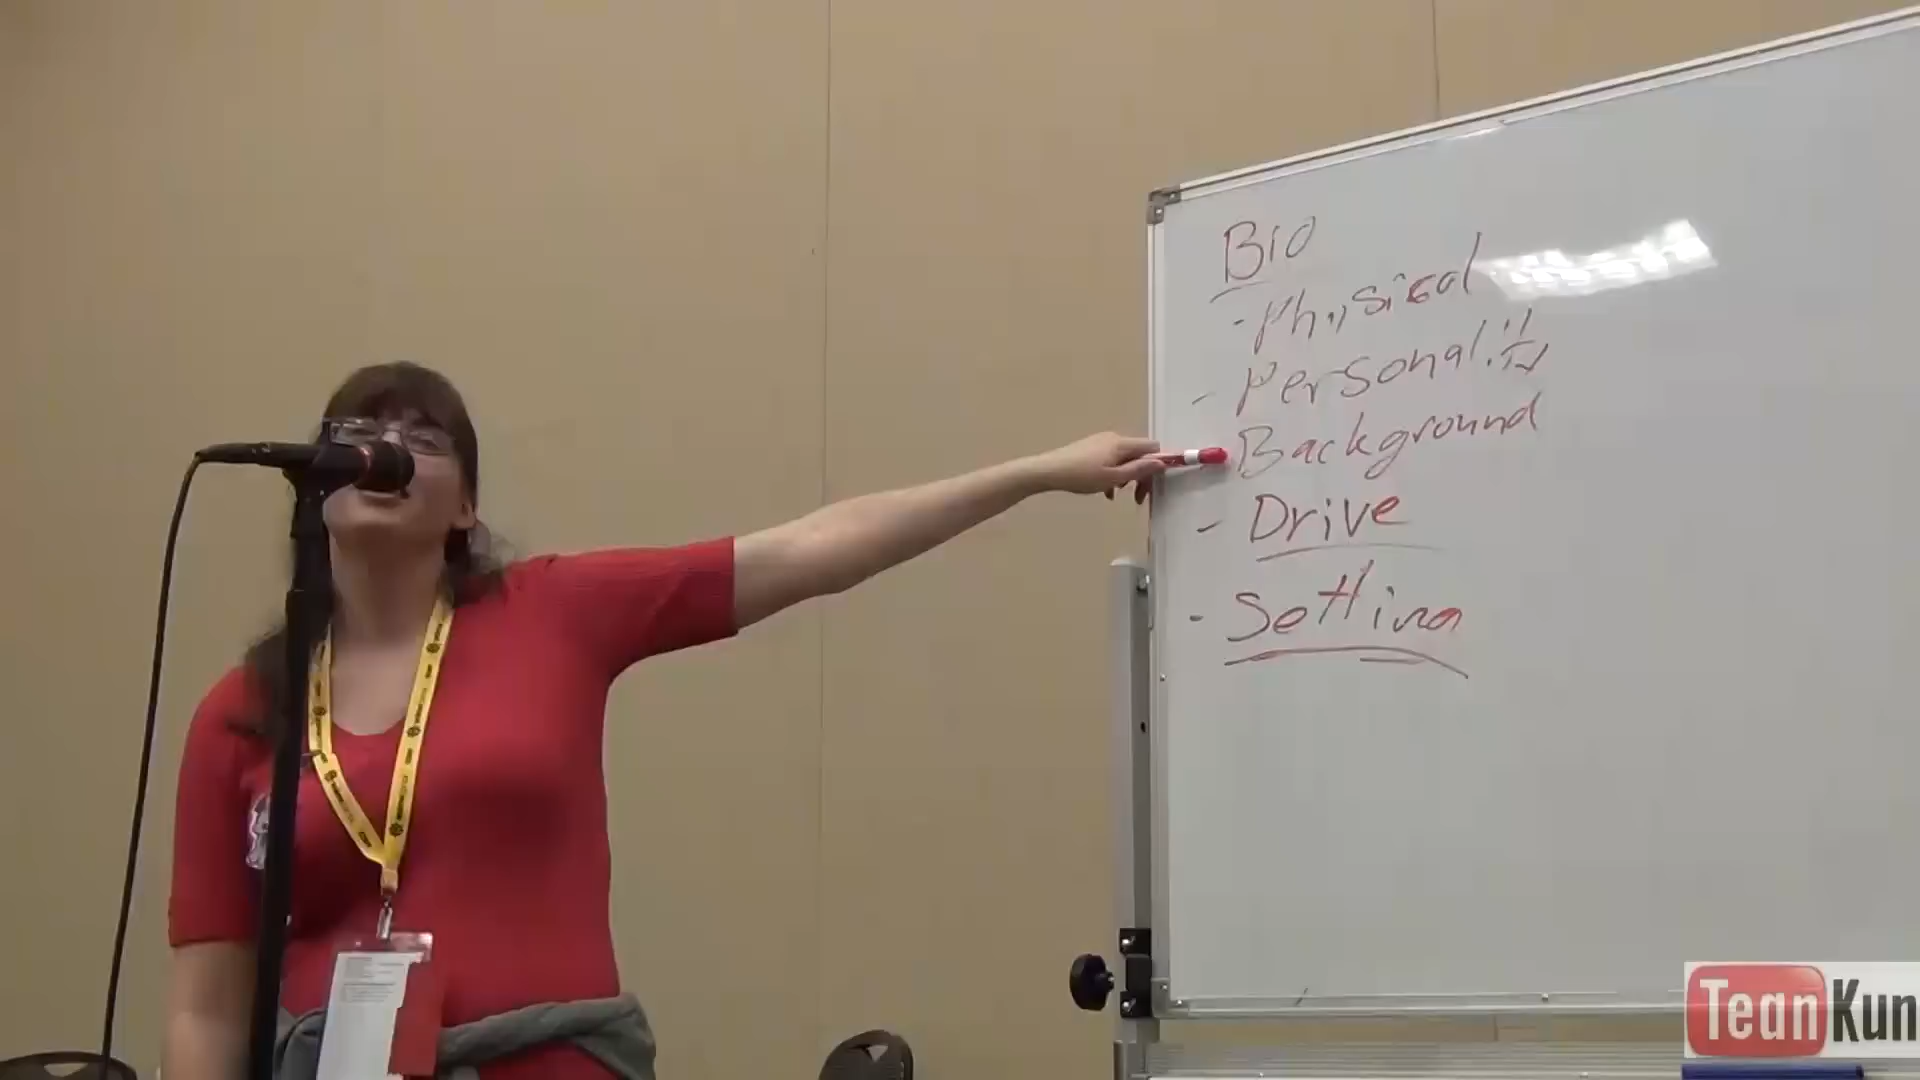 Bio
- Physical
- Personality
- Background
- Drive
- Setting
TeanKun